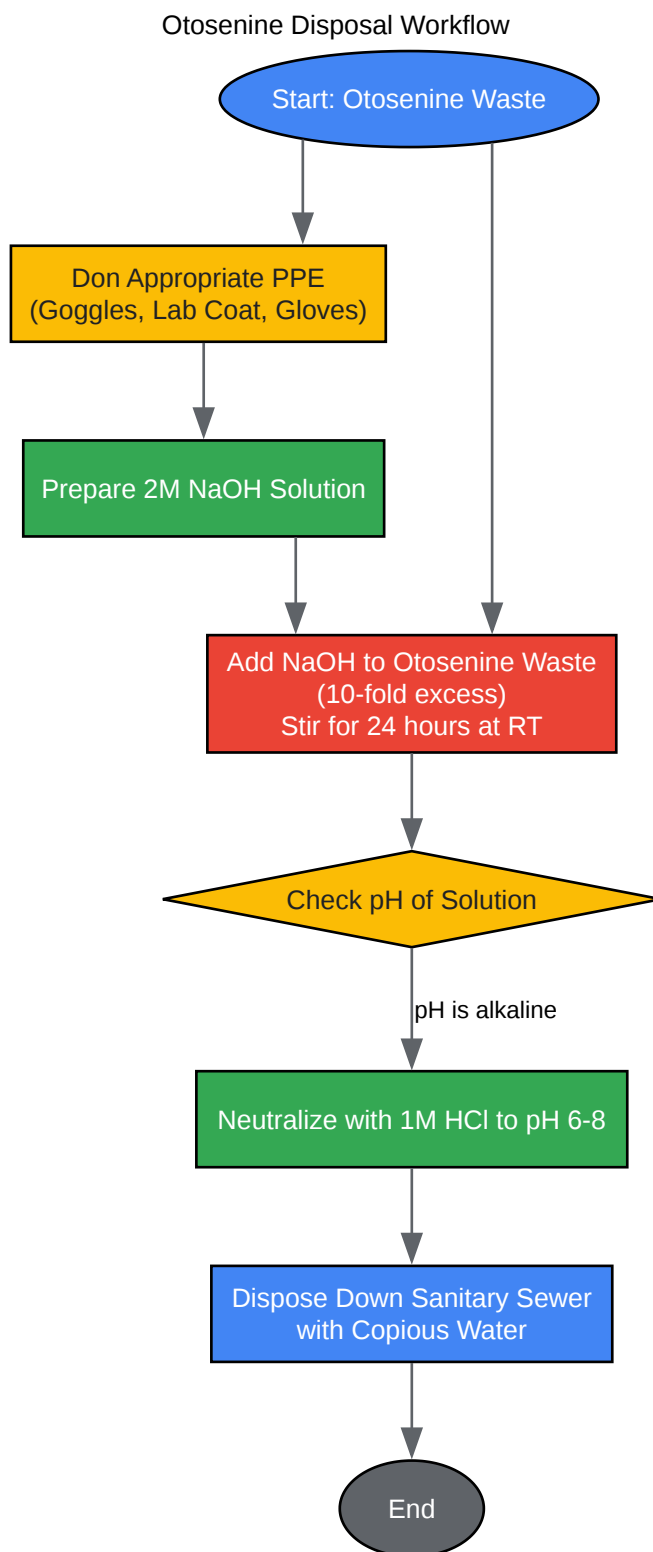 Otosenine Disposal Workflow
Start: Otosenine Waste
Don Appropriate PPE
(Goggles, Lab Coat, Gloves)
Prepare 2M NaOH Solution
Add NaOH to Otosenine Waste
(10-fold excess)
Stir for 24 hours at RT
Check pH of Solution
pH is alkaline
Neutralize with 1M HCl to pH 6-8
Dispose Down Sanitary Sewer
with Copious Water
End